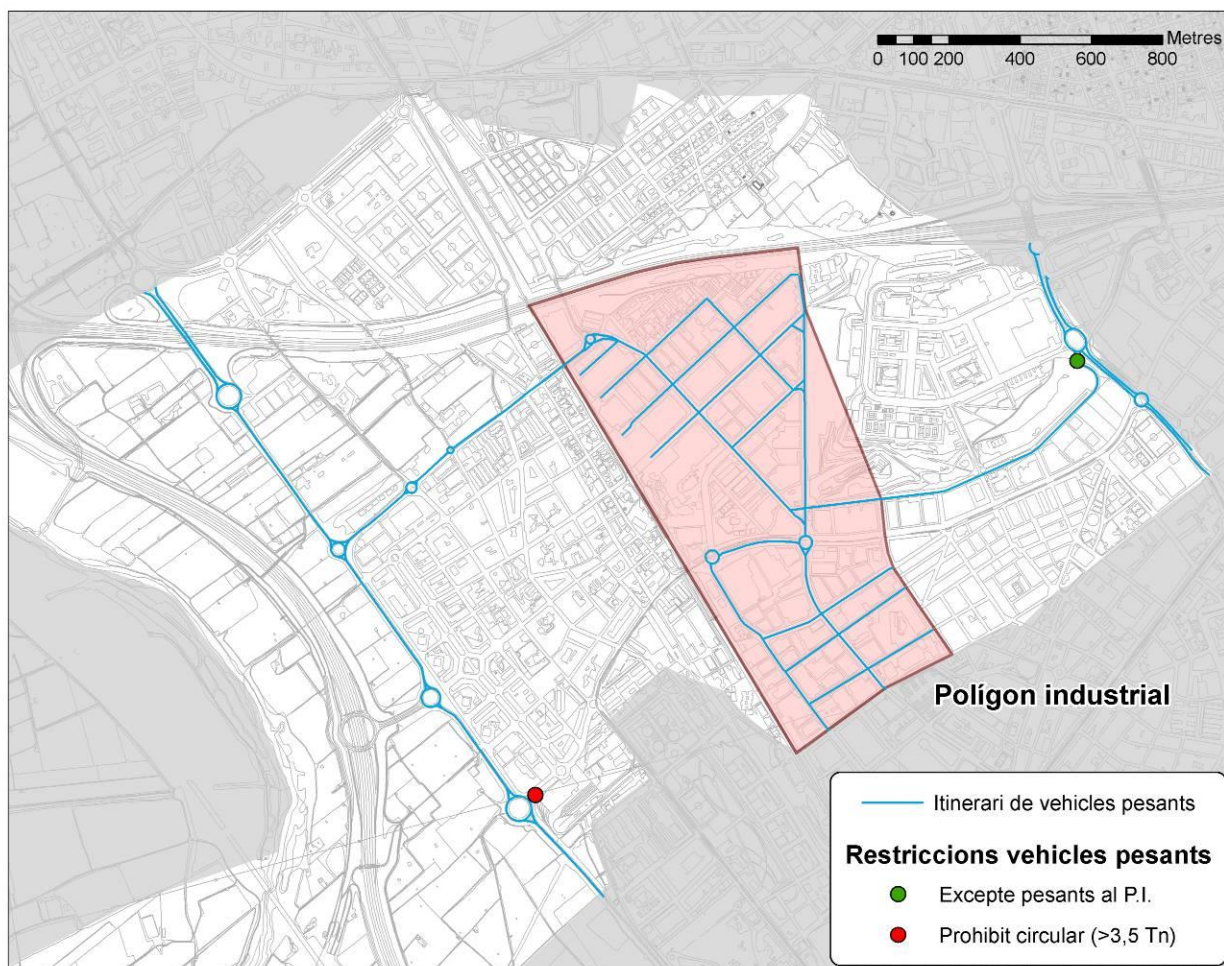 Metres
0 100 200 400 600 800
Polígon industrial
Itinerari de vehicles pesants
Restriccions vehicles pesants
Excepte pesants al P.I.
Prohibit circular (>3,5 Tn)